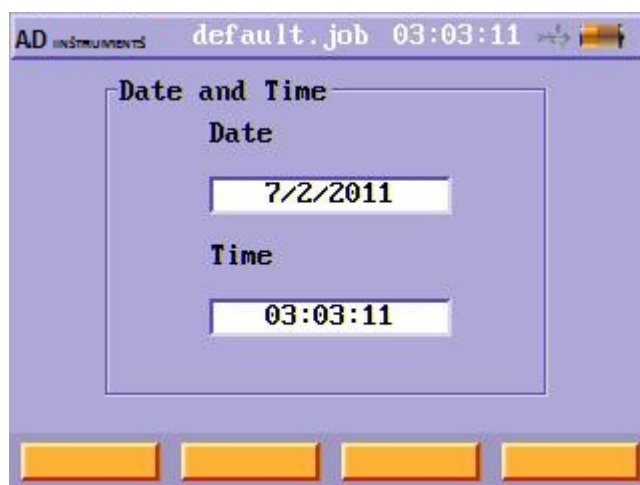 AD INSTRUMENTS default.job 03:03:11
Date and Time
Date
7/2/2011
Time
03:03:11